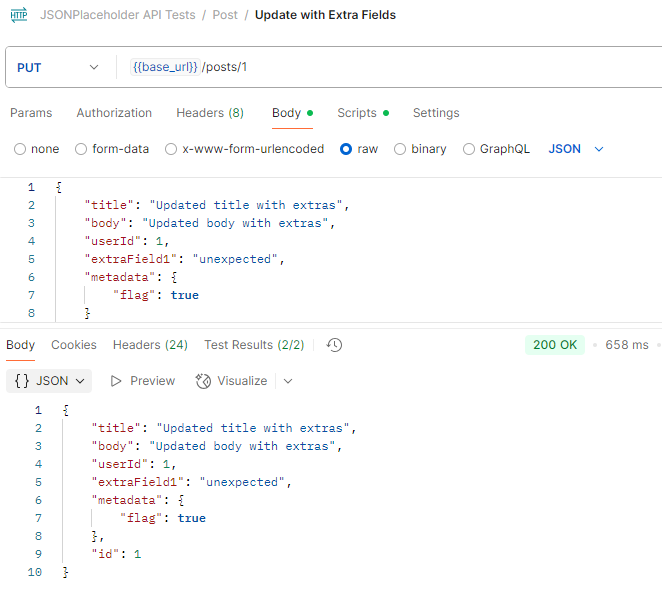 HTTP JSONPlaceholder API Tests / Post / Update with Extra Fields
PUT {{base_url}}/posts/1
Params Authorization Headers (8) Body Scripts Settings
none form-data x-www-form-urlencoded raw binary GraphQL JSON
1 {
2 "title": "Updated title with extras",
3 "body": "Updated body with extras",
4 "userId": 1,
5 "extraField1": "unexpected",
6 "metadata": {
7 "flag": true
8 }
Body Cookies Headers (24) Test Results (2/2) 200 OK • 658 ms •
{} JSON Preview Visualize
1 {
2 "title": "Updated title with extras",
3 "body": "Updated body with extras",
4 "userId": 1,
5 "extraField1": "unexpected",
6 "metadata": {
7 "flag": true
8 },
9 "id": 1
10 }